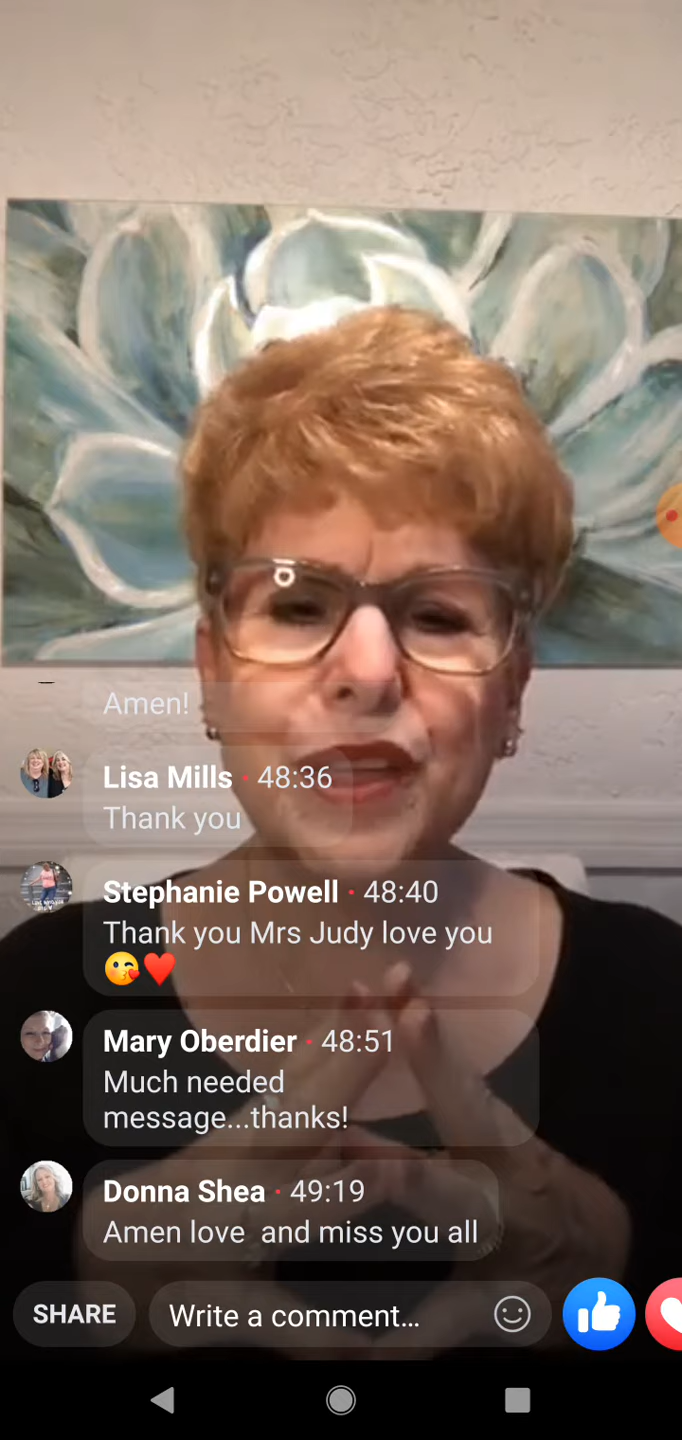 Amen!
Lisa Mills · 48:36
Thank you
Stephanie Powell · 48:40
Thank you Mrs Judy love you
😘❤️
Mary Oberdier · 48:51
Much needed
message...thanks!
Donna Shea · 49:19
Amen love  and miss you all
SHARE
Write a comment...